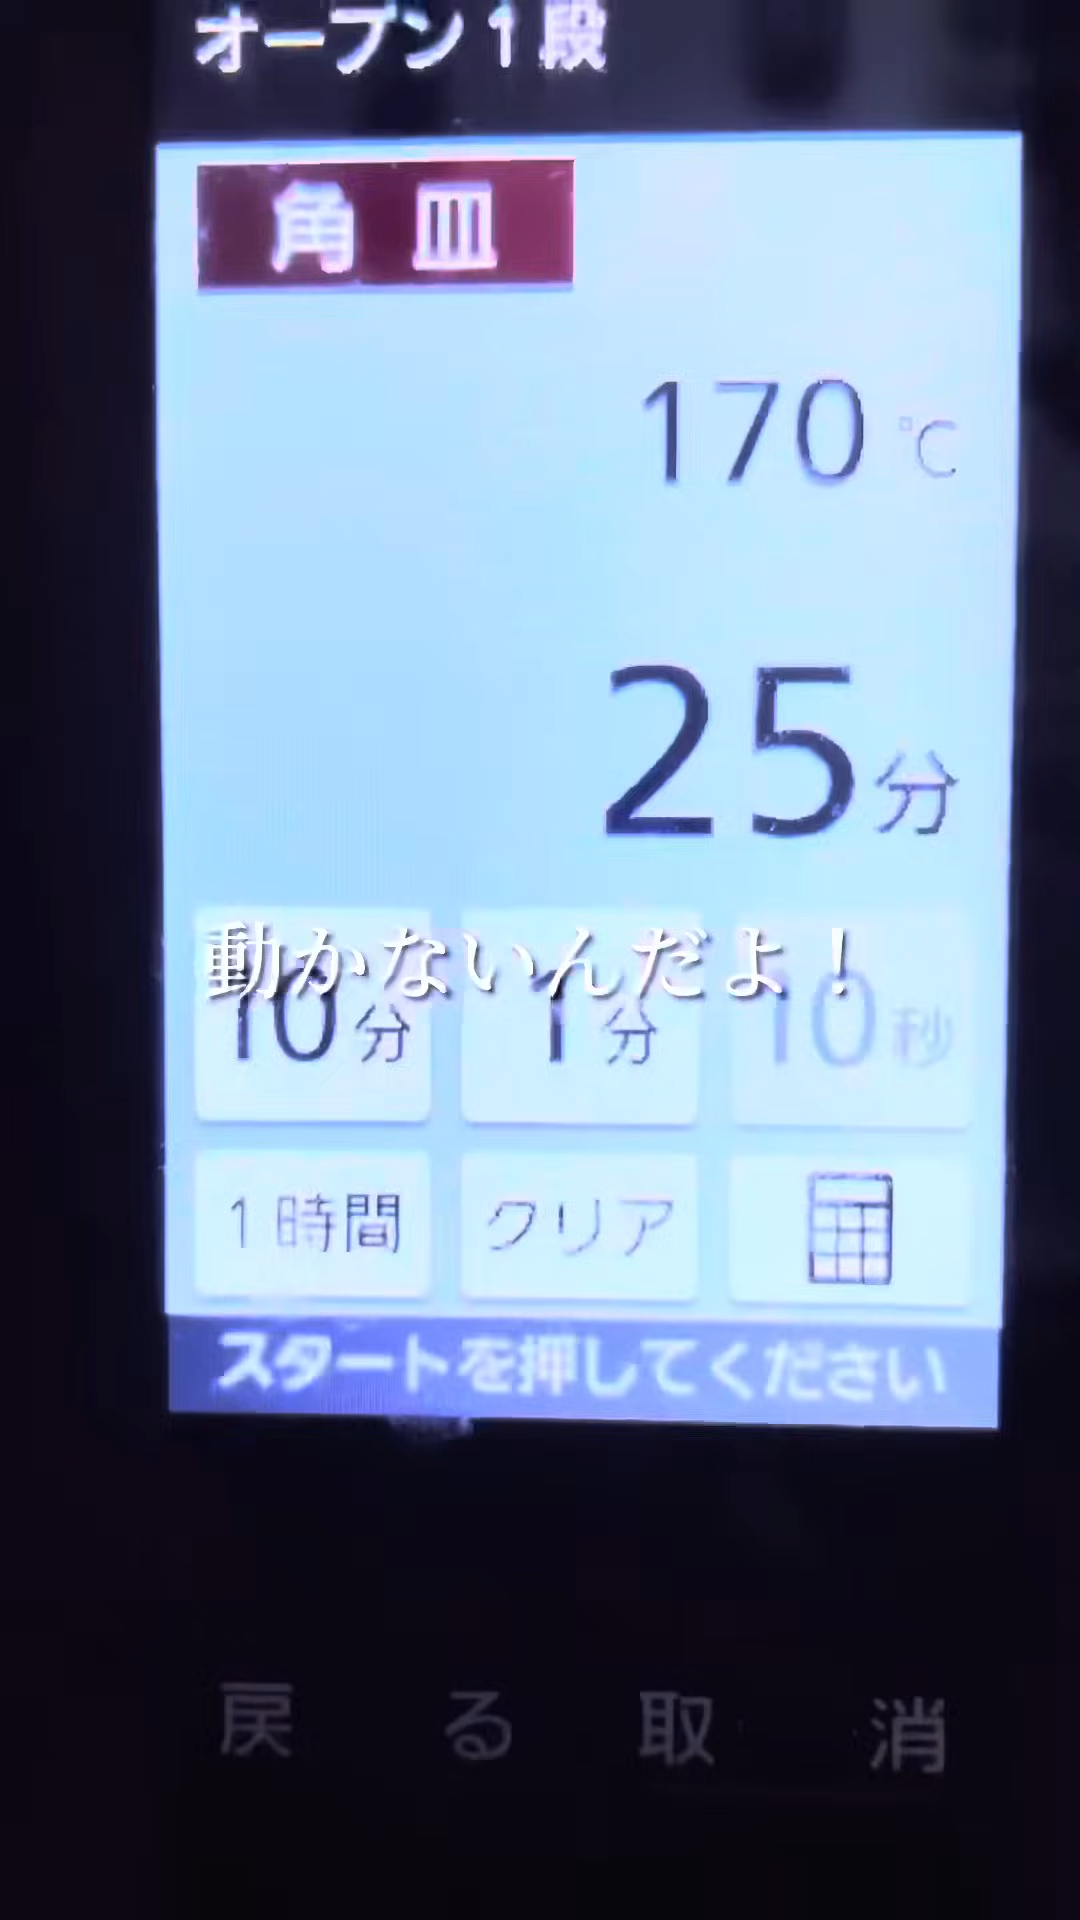 オーブン1段
角皿
170℃
25分
動かないんだよ！
10分 1分 10秒
1時間 クリア
スタートを押してください
戻る 取消